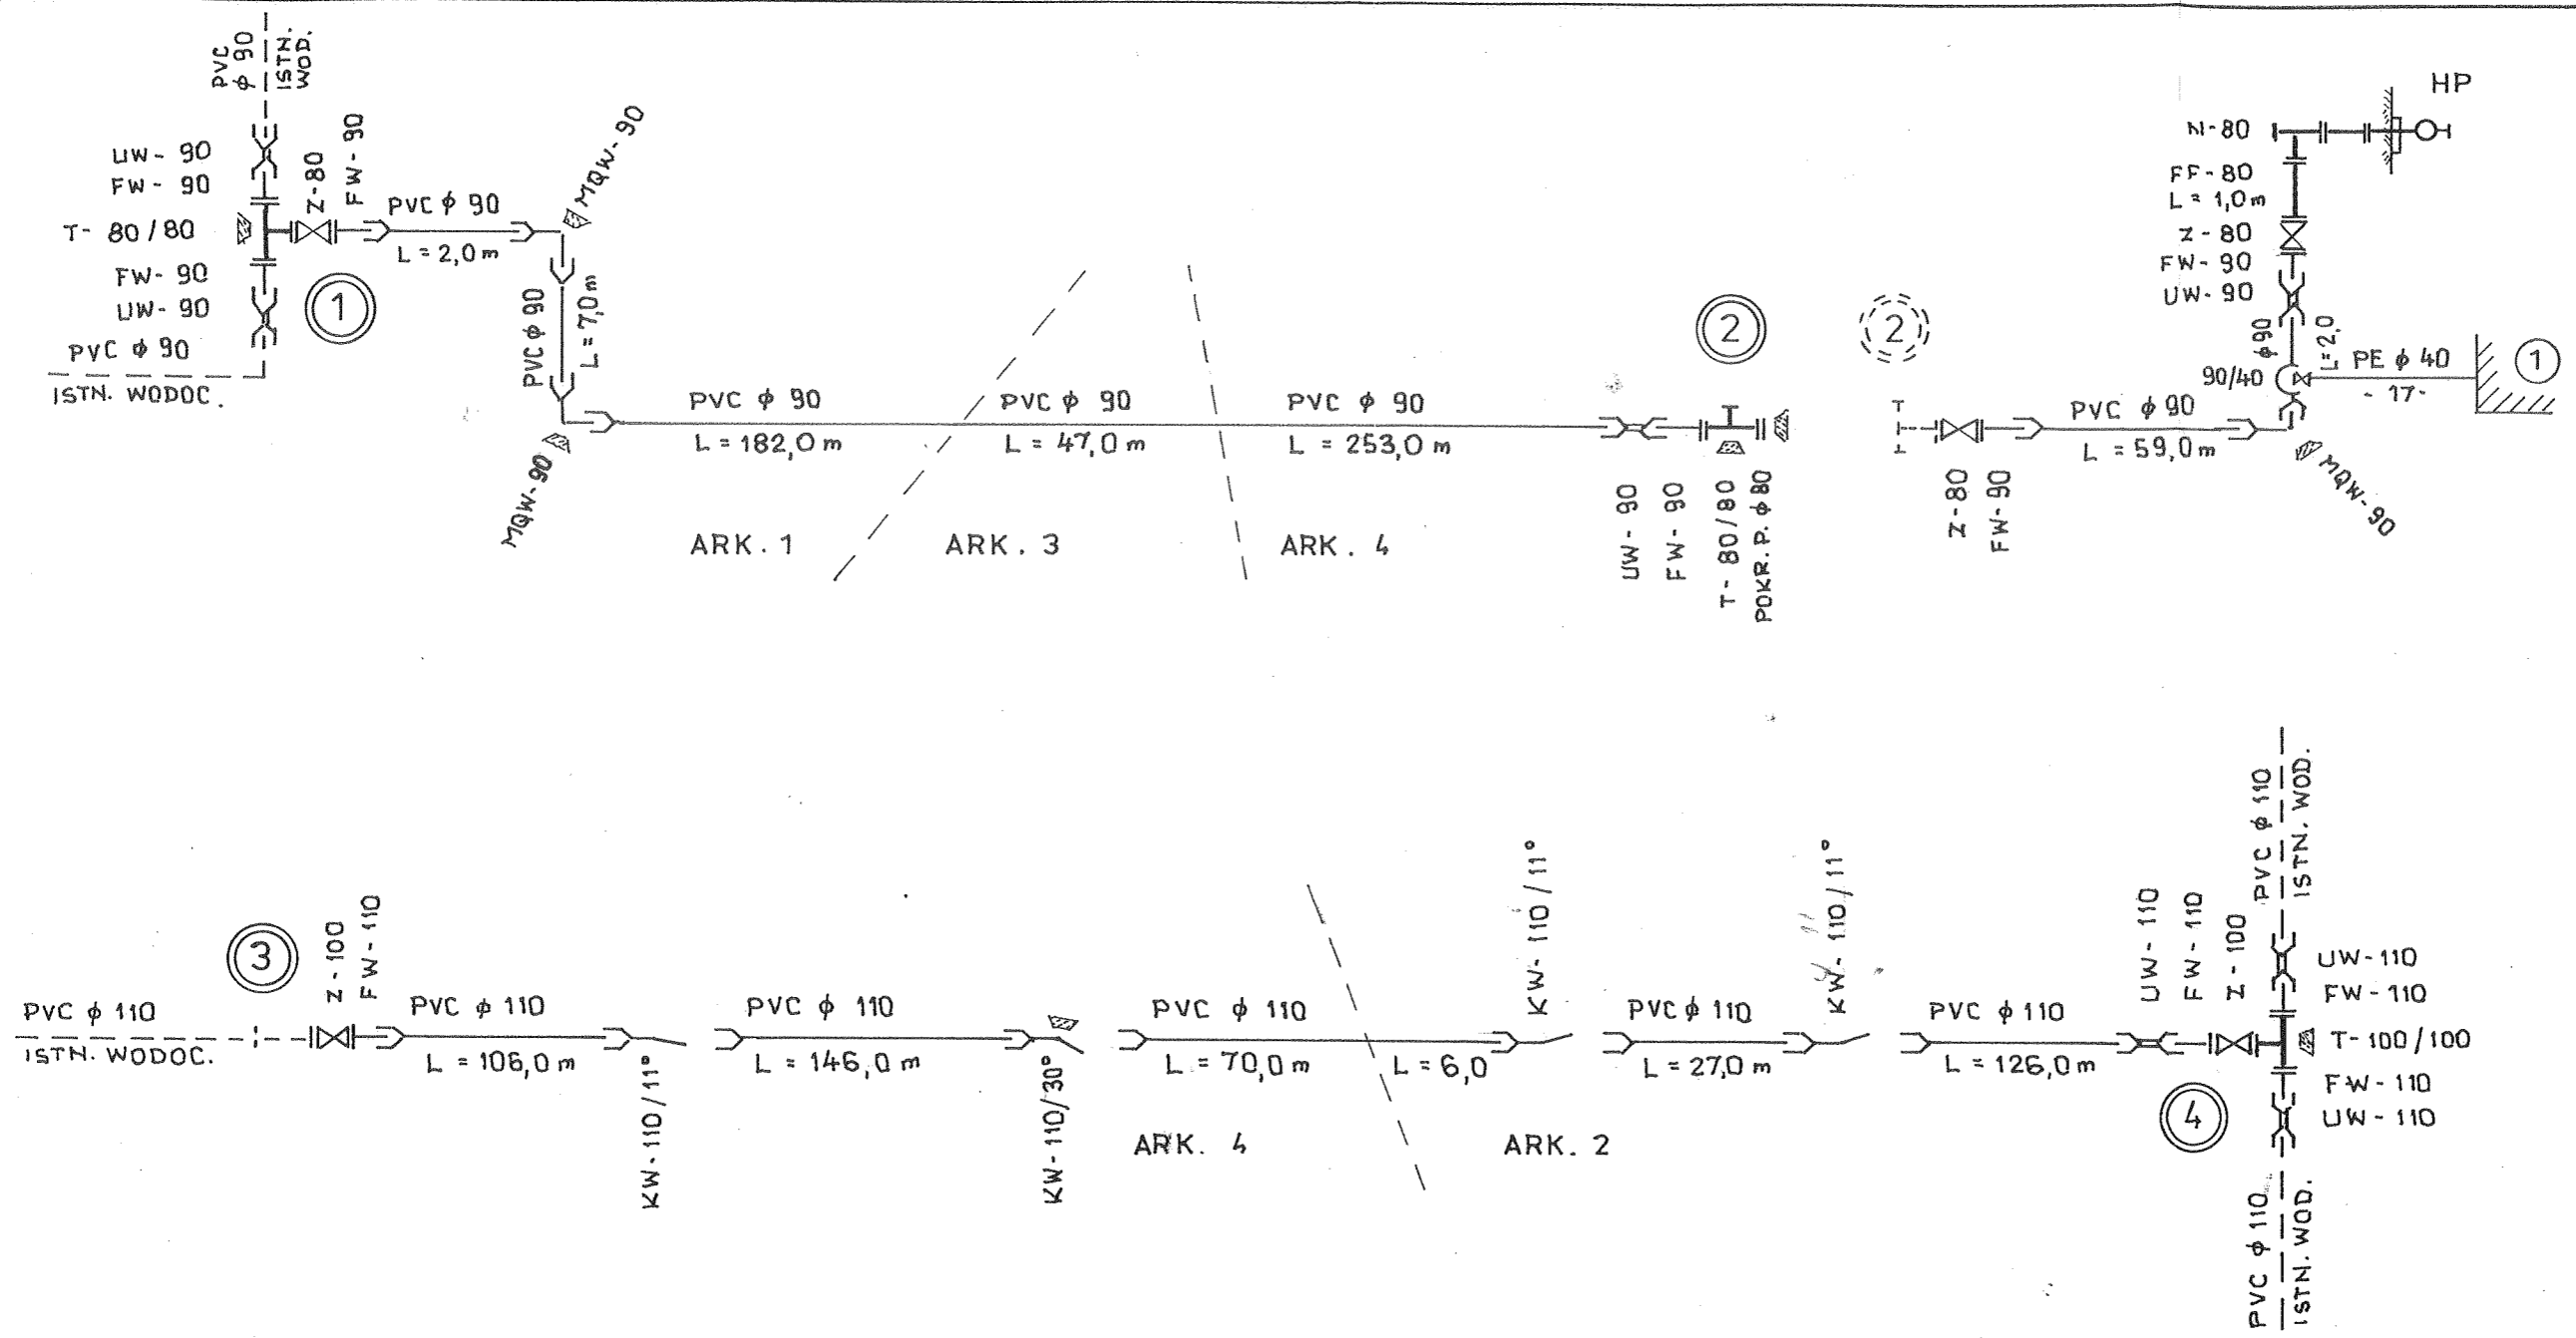 PVC
ϕ 90
ISTN.
WOD.
UW- 90
FW- 90
T- 80/80
FW- 90
UW- 90
PVC ϕ 90
ISTN. WODOC.
Z-80
FW-90
1
PVC ϕ 90
L = 2,0 m
MQW-90
PVC ϕ 90
L = 7,0 m
MQW-90
PVC ϕ 90
L = 182,0 m
PVC ϕ 90
L = 47,0 m
PVC ϕ 90
L = 253,0 m
ARK. 1
ARK. 3
ARK. 4
2
UW- 90
FW- 90
T- 80/80
POKR. P. ϕ 80
2
Z-80
FW-90
PVC ϕ 90
L = 59,0 m
MQW-90
HP
N-80
FF-80
L = 1,0 m
Z-80
FW-90
UW-90
ϕ 90
L=2,0
90/40
PE ϕ 40
- 17-
1
PVC ϕ 110
ISTN. WODOC.
3
Z-100
FW-110
PVC ϕ 110
L = 106,0 m
KW-110/11°
PVC ϕ 110
L = 146,0 m
KW-110/30°
PVC ϕ 110
L = 70,0 m
L = 6,0
KW-110/11°
ARK. 4
ARK. 2
PVC ϕ 110
L = 27,0 m
KW-110/11°
PVC ϕ 110
L = 126,0 m
UW-110
FW-110
Z-100
4
PVC ϕ 110
ISTN. WOD.
UW-110
FW-110
T-100/100
FW-110
UW-110
PVC ϕ 110
ISTN. WOD.